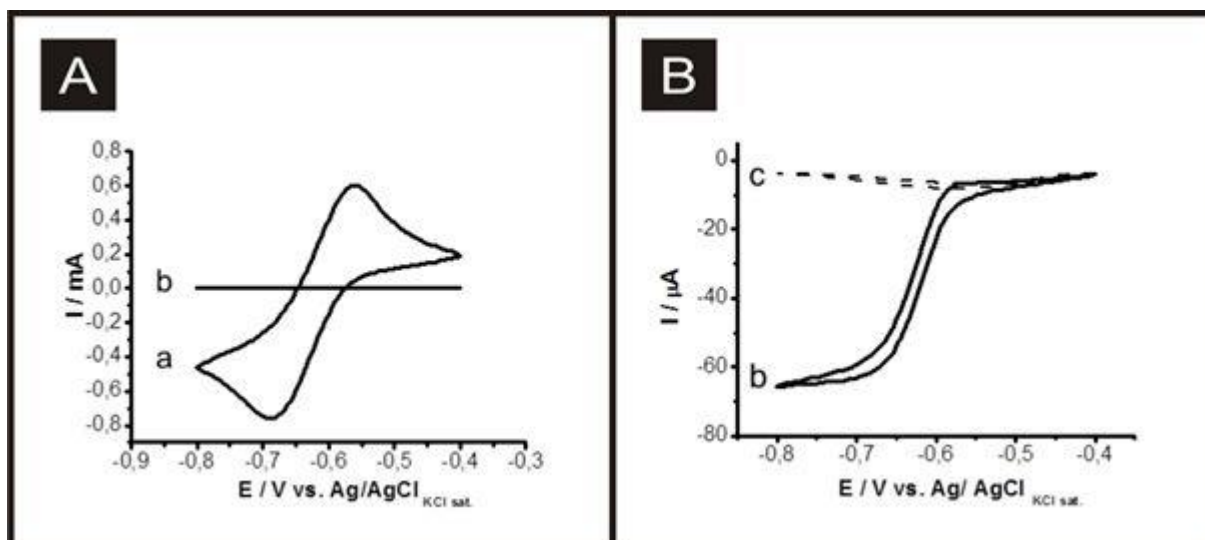 A
0,8
0,6
0,4
0,2
0,0
-0,2
-0,4
-0,6
-0,8
I / mA
b
a
-0,9 -0,8 -0,7 -0,6 -0,5 -0,4 -0,3
E / V vs. Ag/AgCl KCl sat.
B
0
-20
-40
-60
-80
I / µA
c
b
-0,8 -0,7 -0,6 -0,5 -0,4
E / V vs. Ag/ AgCl KCl sat.